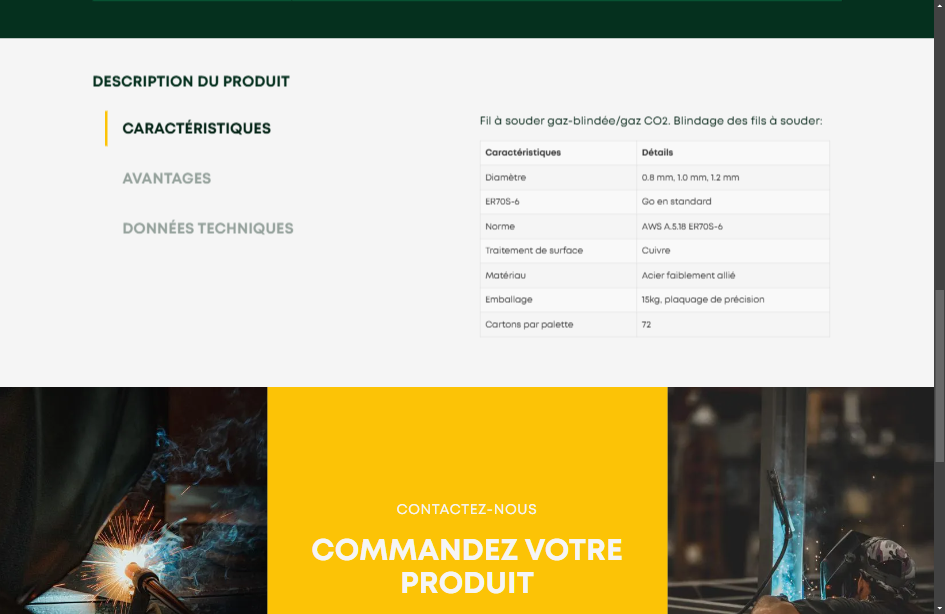 DESCRIPTION DU PRODUIT
CARACTÉRISTIQUES
AVANTAGES
DONNÉES TECHNIQUES
Fil à souder gaz-blindée/gaz CO2. Blindage des fils à souder:
Caractéristiques Détails
Diamètre 0.8 mm, 1.0 mm, 1.2 mm
ER70S-6 Go en standard
Norme AWS A.5.18 ER70S-6
Traitement de surface Cuivre
Matériau Acier faiblement allié
Emballage 15kg, plaquage de précision
Cartons par palette 72
CONTACTEZ-NOUS
COMMANDEZ VOTRE
PRODUIT